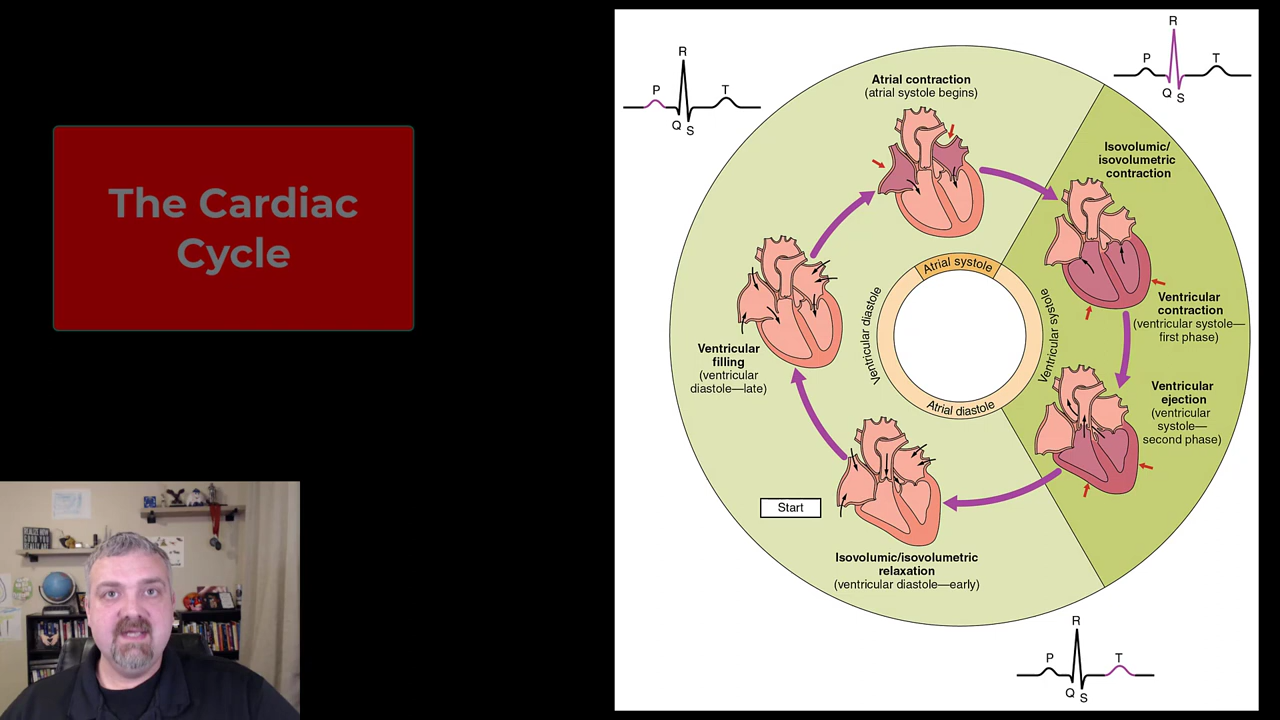 The Cardiac
Cycle
R
P
T
Q
S
R
P
T
Q
S
Atrial contraction
(atrial systole begins)
Isovolumic/
isovolumetric
contraction
Ventricular
contraction
(ventricular systole—
first phase)
Ventricular
ejection
(ventricular
systole—
second phase)
Isovolumic/isovolumetric
relaxation
(ventricular diastole—early)
Start
Ventricular
filling
(ventricular
diastole—late)
Atrial systole
Ventricular systole
Atrial diastole
Ventricular diastole
R
P
T
Q
S